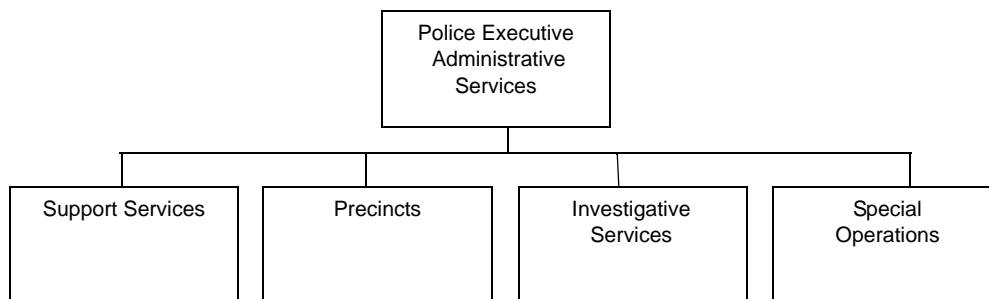 Police Executive
Administrative
Services
Support Services
Precincts
Investigative
Services
Special
Operations